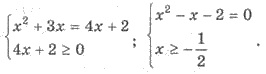 { x² + 3x = 4x + 2
4x + 2 ≥ 0 ;
{ x² − x − 2 = 0
x ≥ −1/2 .